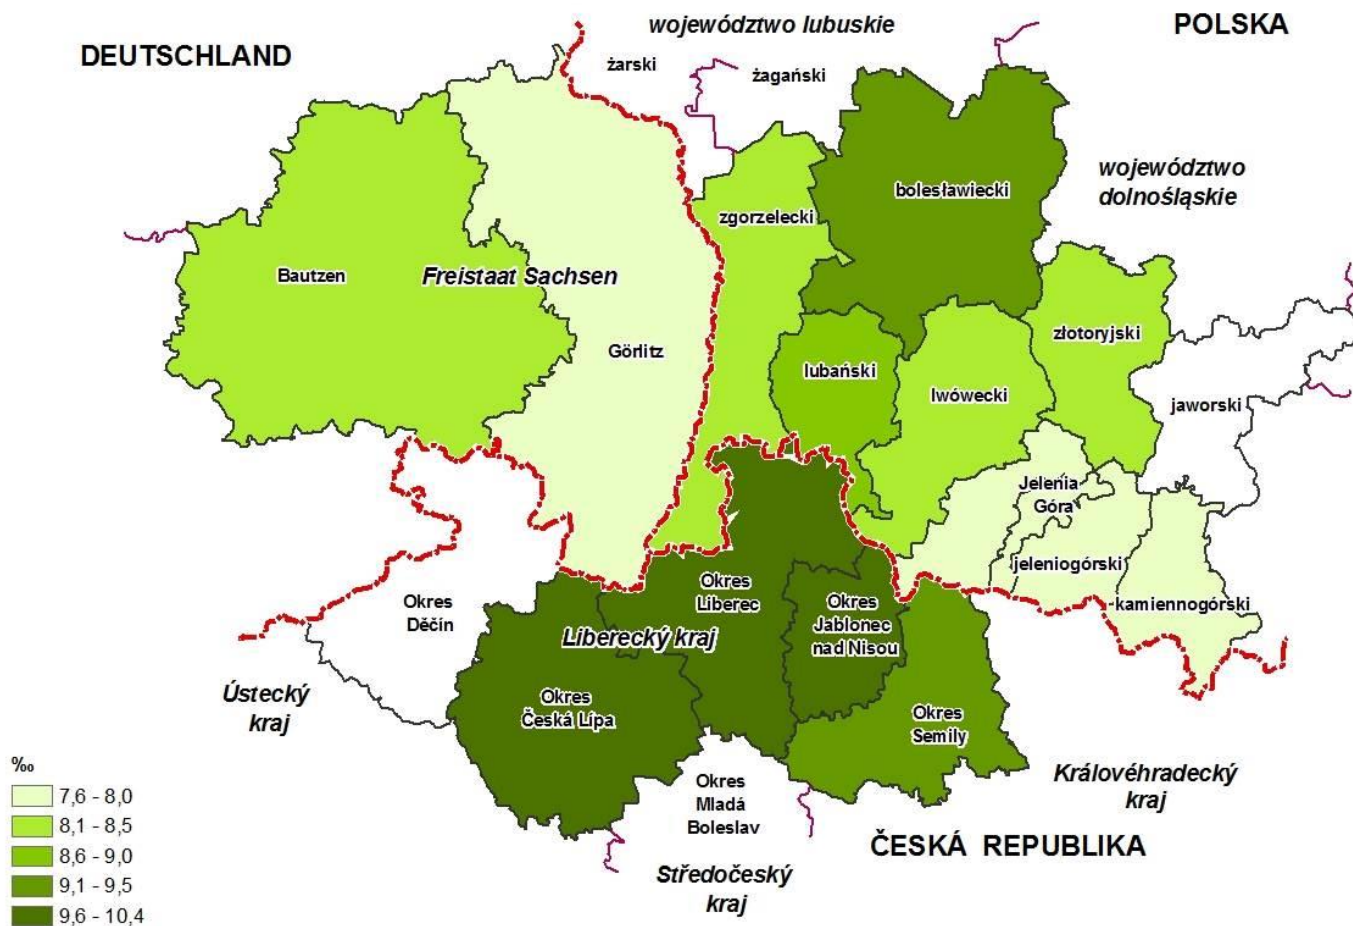 województwo lubuskie
POLSKA
DEUTSCHLAND
żarski
żagański
województwo
dolnośląskie
bolesławiecki
zgorzelecki
Bautzen
Freistaat Sachsen
złotoryjski
Görlitz
lubański
lwówecki
jaworski
Jelenia
Góra
jeleniogórski
kamiennogórski
Okres
Děčín
Okres
Liberec
Okres
Jablonec
nad Nisou
Liberecký kraj
Ústecký
kraj
Okres
Česká Lípa
Okres
Semily
Okres
Mladá
Boleslav
Královéhradecký
kraj
ČESKÁ REPUBLIKA
Středočeský
kraj
‰
7,6 - 8,0
8,1 - 8,5
8,6 - 9,0
9,1 - 9,5
9,6 - 10,4